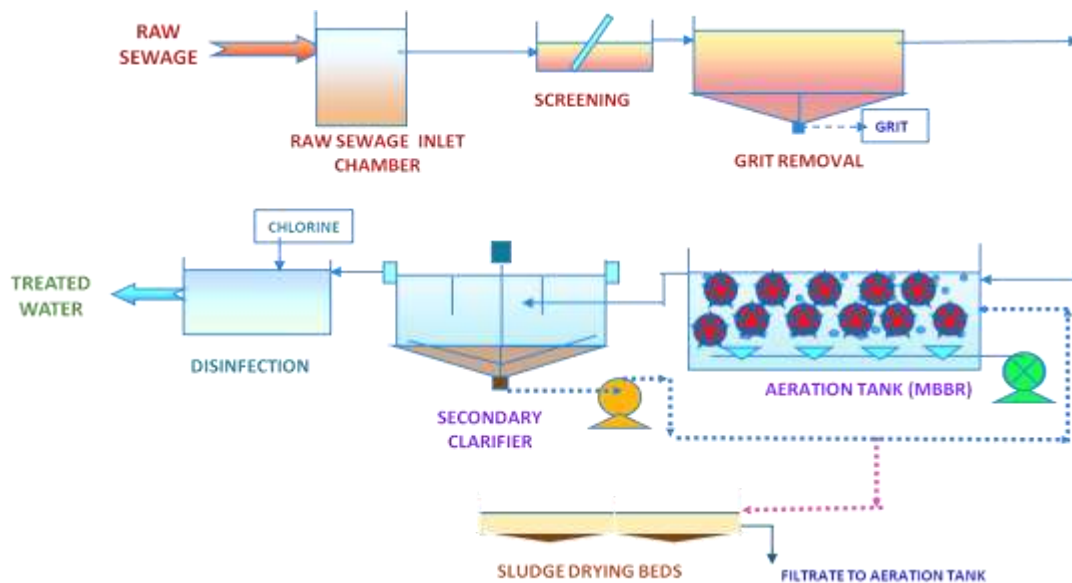 RAW
SEWAGE
RAW SEWAGE INLET
CHAMBER
SCREENING
GRIT
GRIT REMOVAL
CHLORINE
TREATED
WATER
DISINFECTION
SECONDARY
CLARIFIER
AERATION TANK (MBBR)
SLUDGE DRYING BEDS
FILTRATE TO AERATION TANK